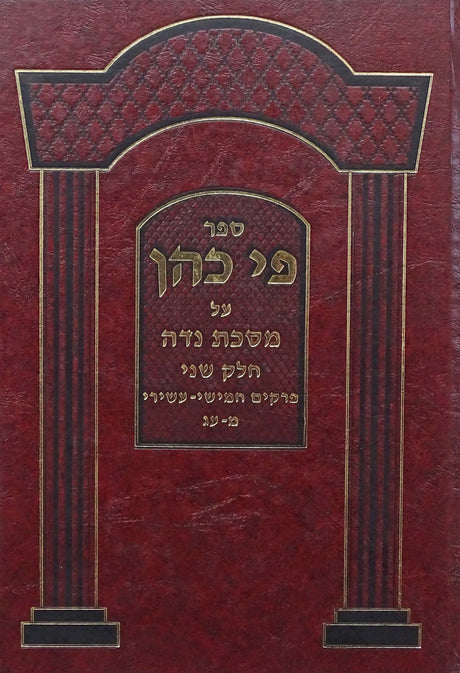 ספר
פי כהן
על
מסכת נדה
חלק שני
פרקים חמישי-עשירי
מ-עג